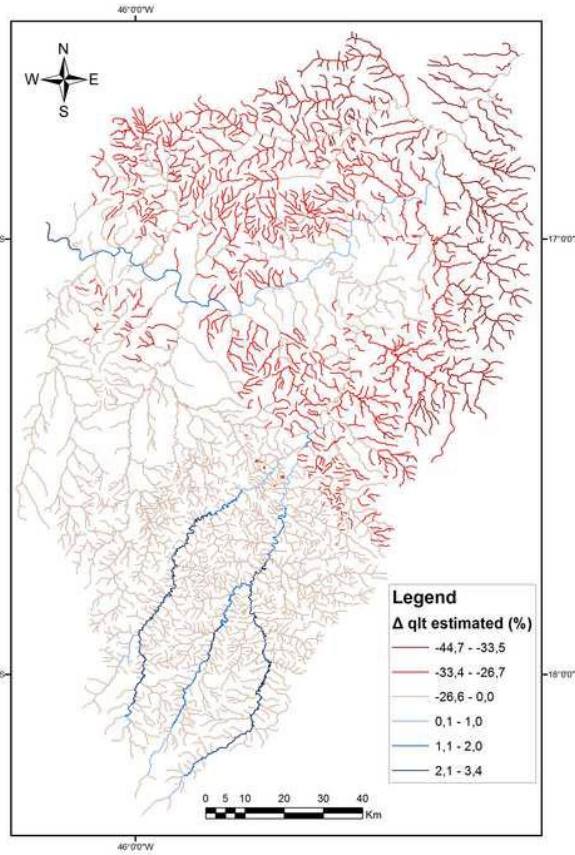 46°0'0"W
N
W E
S
S 17°0'0"
Legend
Δ qlt estimated (%)
-44,7 - -33,5
-33,4 - -26,7
-26,6 - 0,0
0,1 - 1,0
1,1 - 2,0
2,1 - 3,4
S 18°0'0"
0 5 10 20 30 40
Km
46°0'0"W